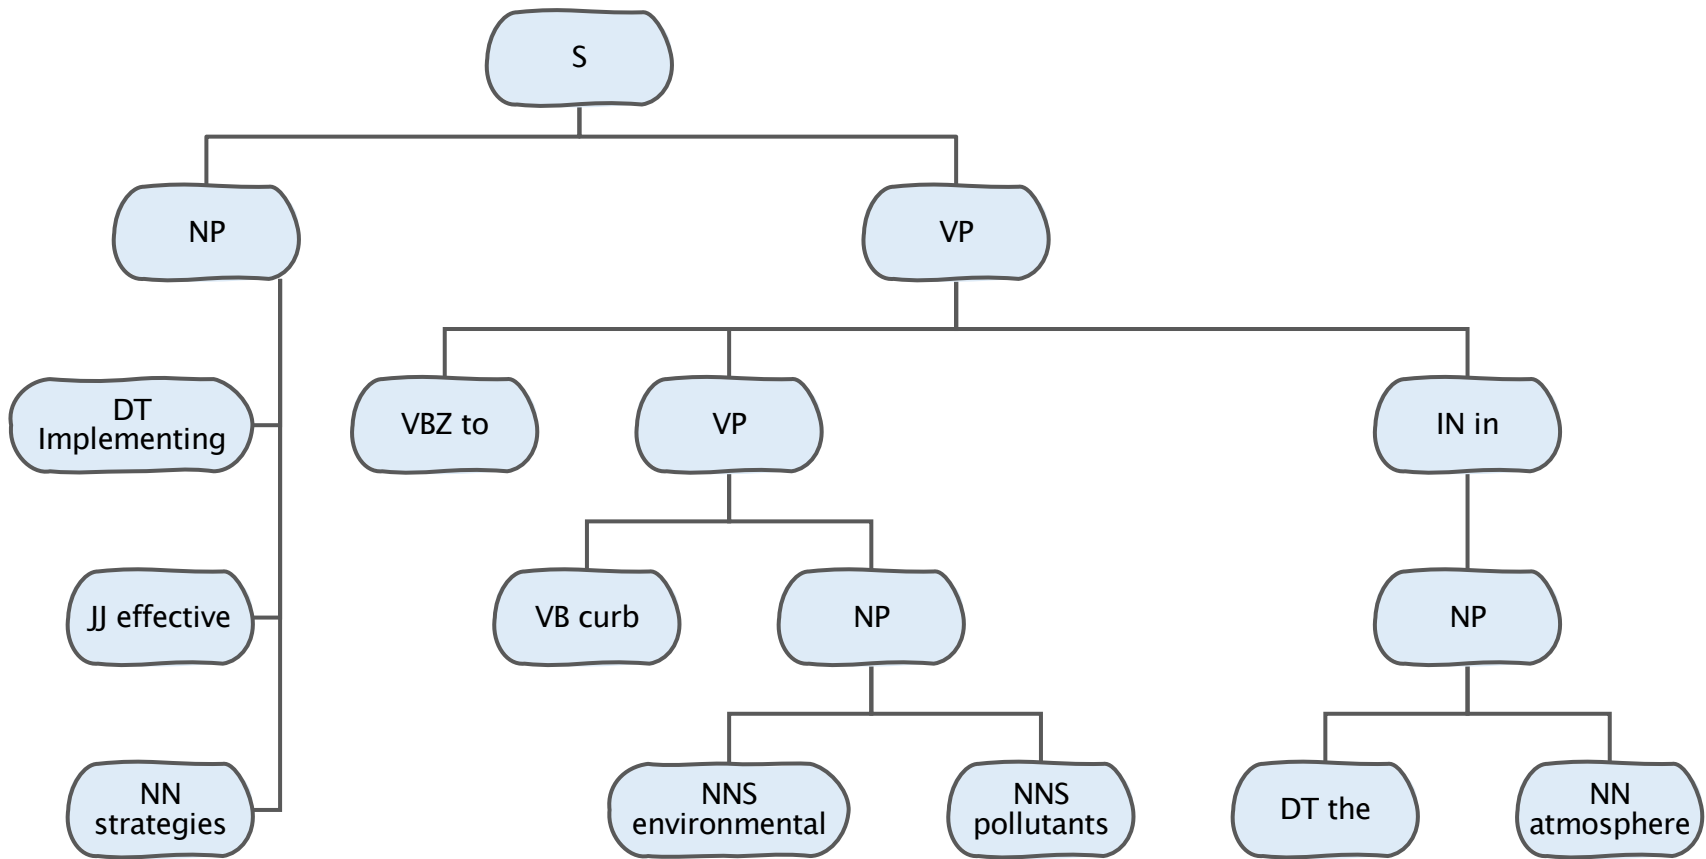 S
NP
VP
DT
Implementing
VBZ to
VP
IN in
JJ effective
VB curb
NP
NP
NN
strategies
NNS
environmental
NNS
pollutants
DT the
NN
atmosphere